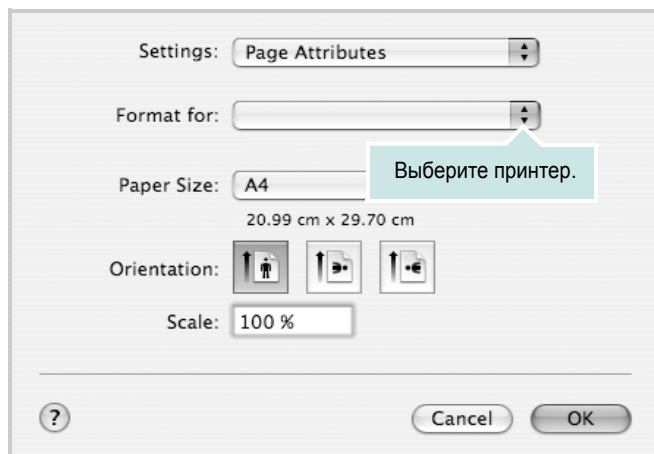 Settings: Page Attributes
Format for:
Выберите принтер.
Paper Size: A4
20.99 cm x 29.70 cm
Orientation:
Scale: 100 %
? Cancel OK